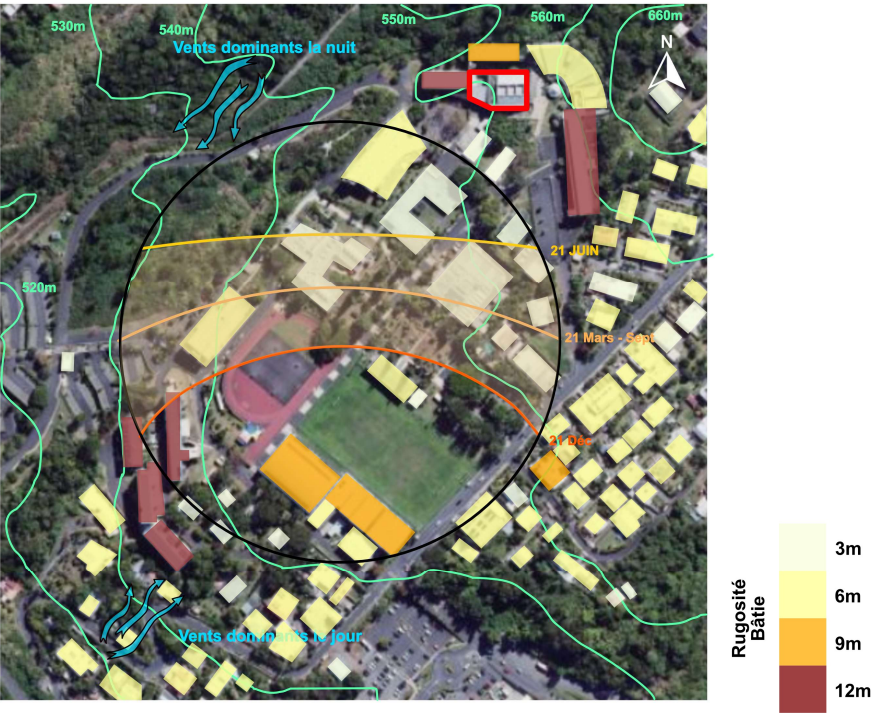 530m
540m
550m
560m
660m
Vents dominants la nuit
N
21 JUIN
520m
21 Mars - Sept
21 Dec
Vents dominants le jour
Rugosité
Bâtie
3m
6m
9m
12m